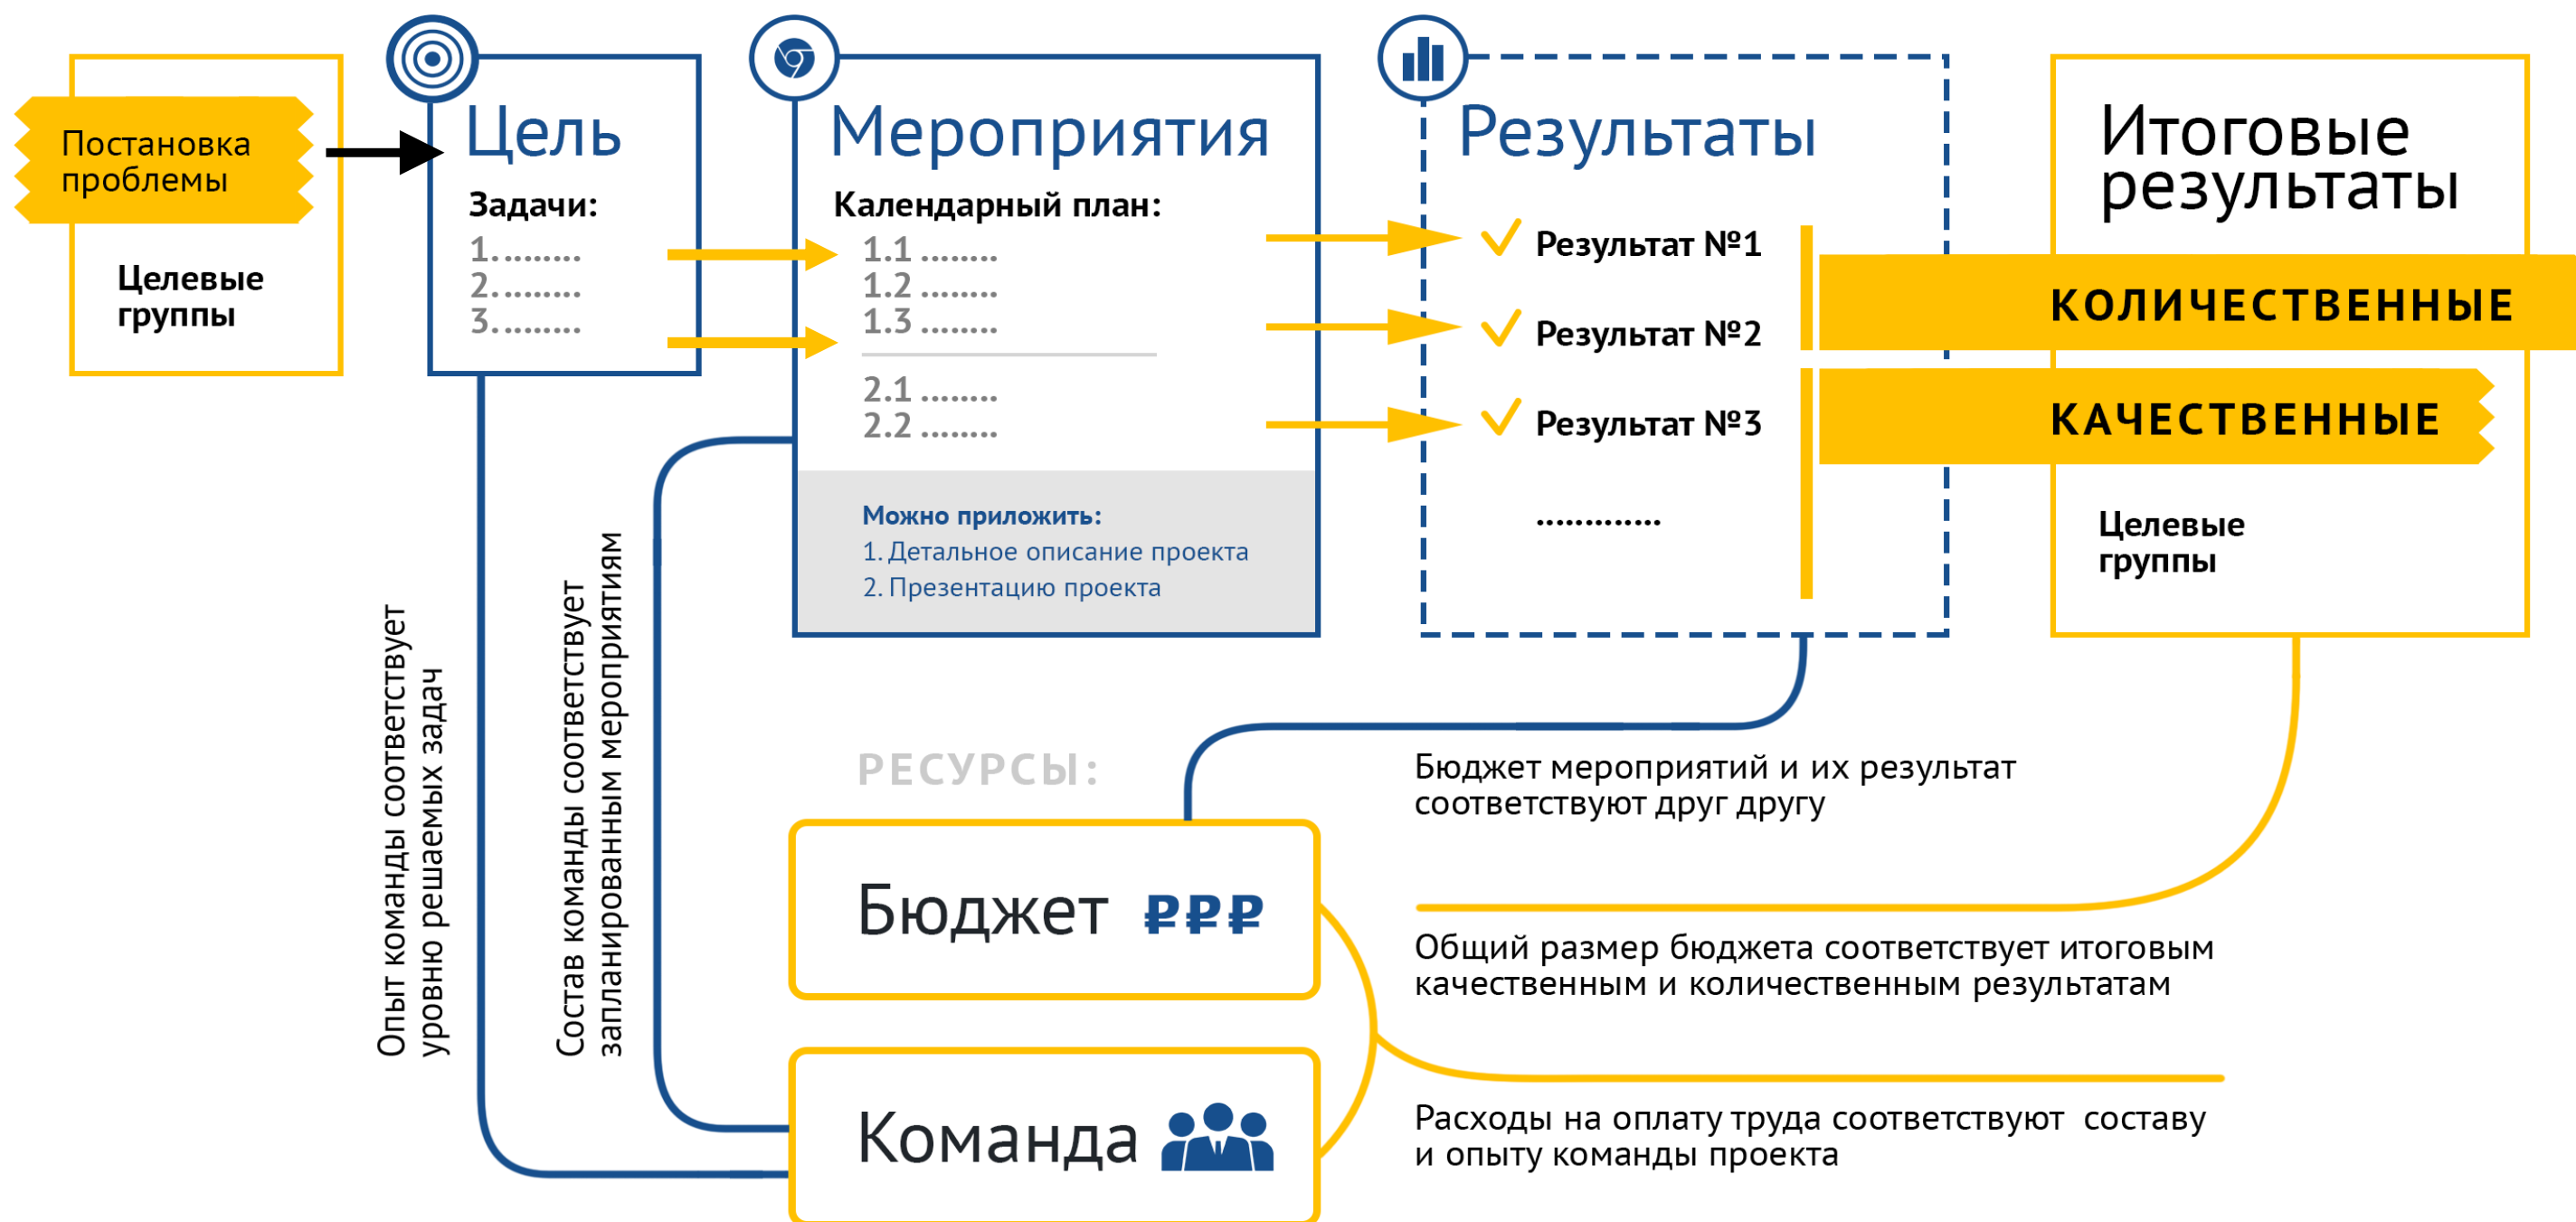 Постановка
проблемы
Целевые
группы
Цель
Задачи:
1. ........
2. ........
3. ........
Мероприятия
Календарный план:
1.1 ........
1.2 ........
1.3 ........
2.1 ........
2.2 ........
Можно приложить:
1. Детальное описание проекта
2. Презентацию проекта
Результаты
Результат №1
Результат №2
Результат №3
.............
Итоговые
результаты
КОЛИЧЕСТВЕННЫЕ
КАЧЕСТВЕННЫЕ
Целевые
группы
Опыт команды соответствует
уровню решаемых задач
Состав команды соответствует
запланированным мероприятиям
РЕСУРСЫ:
Бюджет ₽₽₽
Команда
Бюджет мероприятий и их результат
соответствуют друг другу
Общий размер бюджета соответствует итоговым
качественным и количественным результатам
Расходы на оплату труда соответствуют составу
и опыту команды проекта